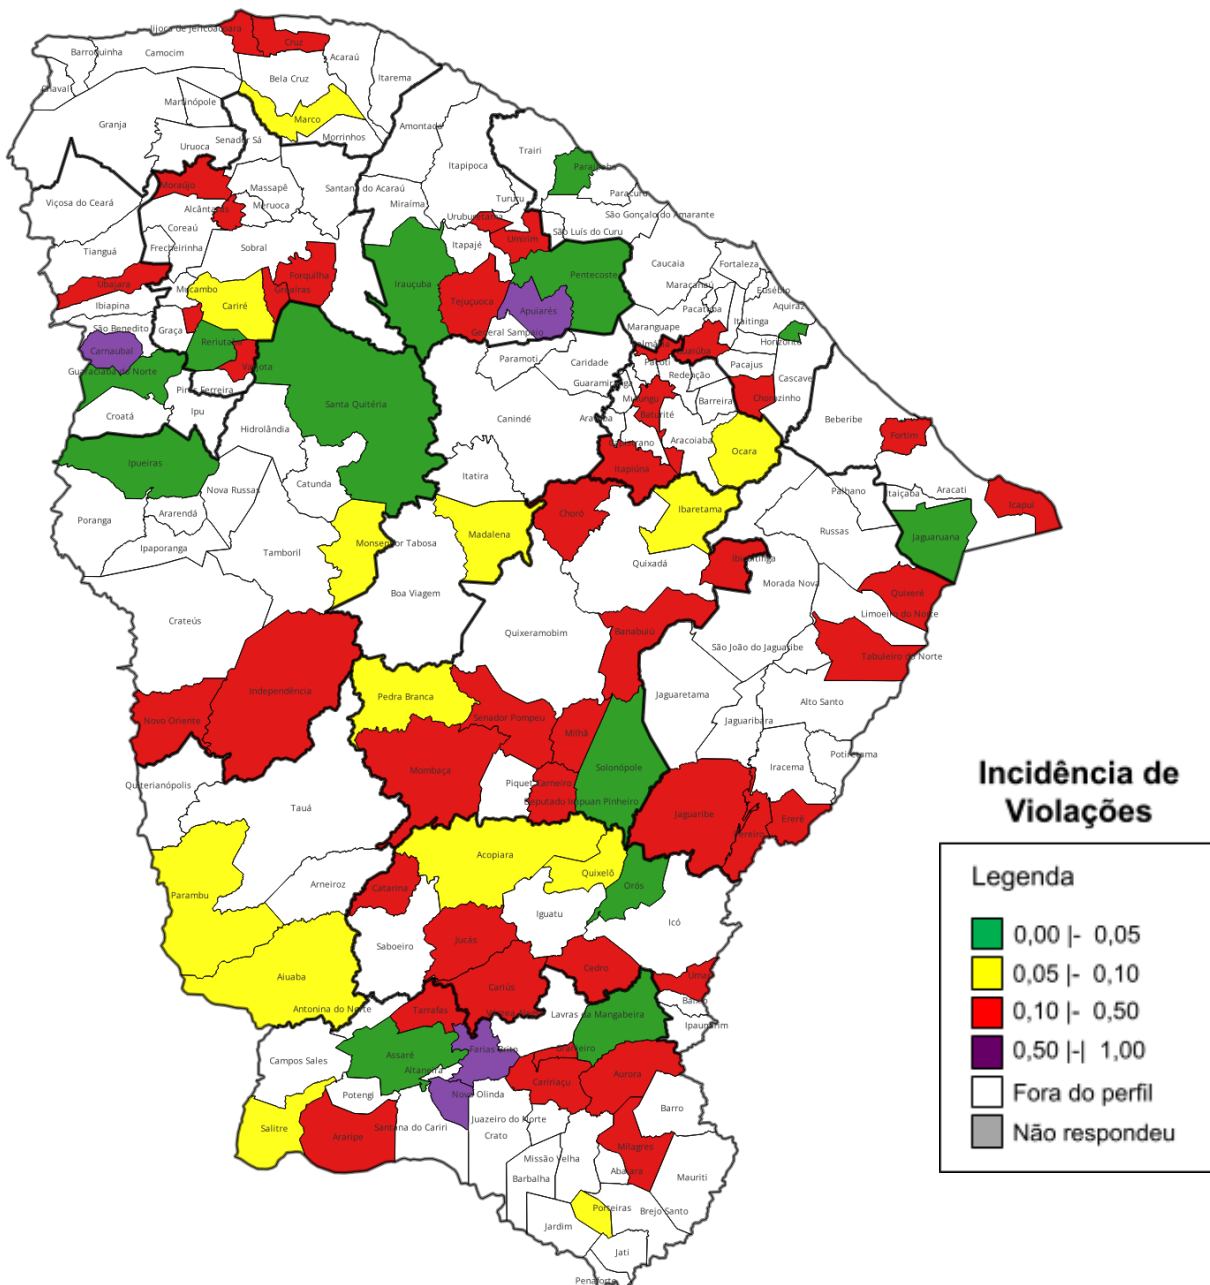 Jijoca de Jericoacoara
Cruz
Barroquinha
Camocim
Acaraú
Bela Cruz
Itarema
Chaval
Martinópole
Marco
Granja
Amontada
Senador Sá
Morrinhos
Uruoca
Trairi
Itapipoca
Paraipaba
Moraújo
Massapê
Santana do Acaraú
Paracuru
Viçosa do Ceará
Alcântaras
Meruoca
Miraíma
Tururu
Uruburetama
São Gonçalo do Amarante
Coreaú
São Luís do Curu
Umirim
Tianguá
Frecheirinha
Sobral
Itapajé
Caucaia
Fortaleza
Ubajara
Forquilha
Irauçuba
Pentecoste
Maracanaú
Eusébio
Mucambo
Groaíras
Tejuçuoca
Ibiapina
Cariré
Apuiarés
Pacatuba
Aquiraz
Itaitinga
São Benedito
Graça
General Sampaio
Maranguape
Reriutaba
Horizonte
Carnaubal
Palmácia
Guaiúba
Guaraciaba do Norte
Varjota
Paramoti
Caridade
Pacoti
Pacajus
Redenção
Pires Ferreira
Guaramiranga
Cascavel
Mulungu
Chorozinho
Barreira
Croatá
Ipu
Santa Quitéria
Aratuba
Baturité
Canindé
Beberibe
Hidrolândia
Capistrano
Aracoiaba
Fortim
Ocara
Ipueiras
Itapiúna
Itatira
Catunda
Nova Russas
Palhano
Itaiçaba
Aracati
Icapuí
Ararendá
Choró
Ibaretama
Poranga
Madalena
Russas
Jaguaruana
Ipaporanga
Tamboril
Monsenhor Tabosa
Ibicuitinga
Quixadá
Morada Nova
Boa Viagem
Quixeré
Limoeiro do Norte
Crateús
Quixeramobim
Banabuiú
São João do Jaguaribe
Tabuleiro do Norte
Independência
Pedra Branca
Jaguaretama
Alto Santo
Novo Oriente
Senador Pompeu
Jaguaribara
Milhã
Potiretama
Mombaça
Solonópole
Iracema
Quiterianópolis
Piquet Carneiro
Tauá
Deputado Irapuan Pinheiro
Jaguaribe
Ererê
Pereiro
Acopiara
Quixelô
Arneiroz
Catarina
Orós
Parambu
Iguatu
Icó
Saboeiro
Jucás
Cedro
Aiuaba
Umari
Cariús
Baixio
Antonina do Norte
Tarrafas
Lavras da Mangabeira
Ipaumirim
Farias Brito
Campos Sales
Assaré
Granjeiro
Altaneira
Aurora
Caririaçu
Potengi
Nova Olinda
Barro
Salitre
Juazeiro do Norte
Araripe
Santana do Cariri
Crato
Milagres
Missão Velha
Abaiara
Barbalha
Mauriti
Porteiras
Brejo Santo
Jardim
Jati
Penaforte
Incidência de
Violações
Legenda
0,00 |- 0,05
0,05 |- 0,10
0,10 |- 0,50
0,50 |-| 1,00
Fora do perfil
Não respondeu